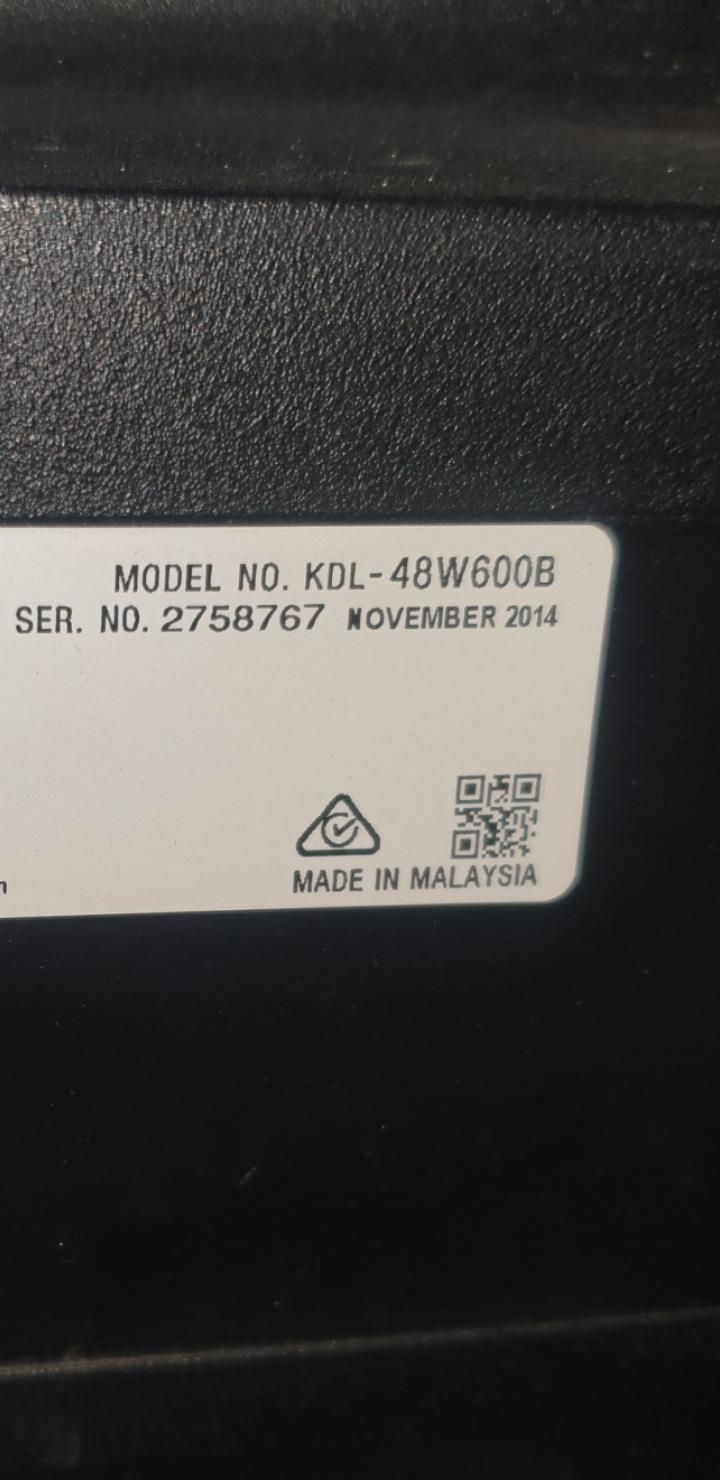 MODEL NO. KDL-48W600B
SER. NO. 2758767 NOVEMBER 2014
MADE IN MALAYSIA